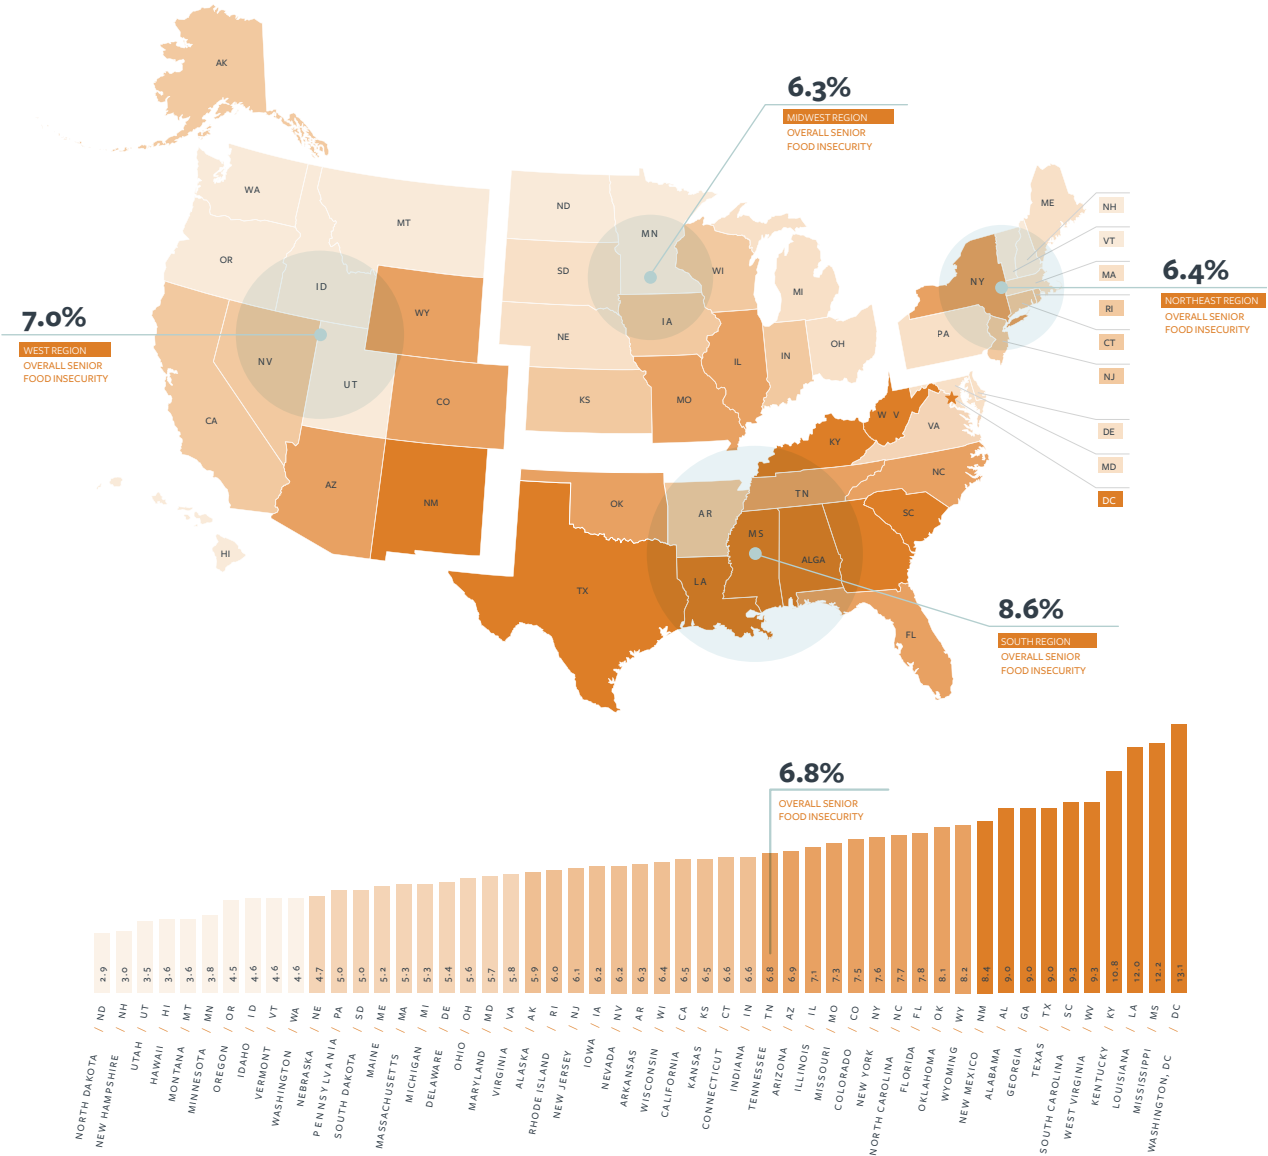 AK
6.3%
MIDWEST REGION
OVERALL SENIOR
FOOD INSECURITY
WA
MT
ND
MN
ME
NH
VT
OR
SD
WI
MI
NY
MA
6.4%
NORTHEAST REGION
OVERALL SENIOR
FOOD INSECURITY
ID
WY
IA
PA
RI
7.0%
WEST REGION
OVERALL SENIOR
FOOD INSECURITY
NV
UT
NE
IL
IN
OH
CT
NJ
CA
CO
KS
MO
KY
W V
VA
DE
MD
DC
AZ
NM
OK
AR
TN
NC
SC
HI
TX
LA
MS
ALGA
FL
8.6%
SOUTH REGION
OVERALL SENIOR
FOOD INSECURITY
6.8%
OVERALL SENIOR
FOOD INSECURITY
2.9
3.0
3.5
3.6
3.6
3.8
4.5
4.6
4.6
4.6
4.7
5.0
5.0
5.2
5.3
5.3
5.4
5.6
5.7
5.8
5.9
6.0
6.1
6.2
6.2
6.3
6.4
6.5
6.5
6.6
6.6
6.8
6.9
7.1
7.3
7.5
7.6
7.7
7.8
8.1
8.2
8.4
9.0
9.0
9.0
9.3
9.3
10.8
12.0
12.2
13.1
NORTH DAKOTA / ND
NEW HAMPSHIRE / NH
UTAH / UT
HAWAII / HI
MONTANA / MT
MINNESOTA / MN
OREGON / OR
IDAHO / ID
VERMONT / VT
WASHINGTON / WA
NEBRASKA / NE
PENNSYLVANIA / PA
SOUTH DAKOTA / SD
MAINE / ME
MASSACHUSETTS / MA
MICHIGAN / MI
DELAWARE / DE
OHIO / OH
MARYLAND / MD
VIRGINIA / VA
ALASKA / AK
RHODE ISLAND / RI
NEW JERSEY / NJ
IOWA / IA
NEVADA / NV
ARKANSAS / AR
WISCONSIN / WI
CALIFORNIA / CA
KANSAS / KS
CONNECTICUT / CT
INDIANA / IN
TENNESSEE / TN
ARIZONA / AZ
ILLINOIS / IL
MISSOURI / MO
COLORADO / CO
NEW YORK / NY
NORTH CAROLINA / NC
FLORIDA / FL
OKLAHOMA / OK
WYOMING / WY
NEW MEXICO / NM
ALABAMA / AL
GEORGIA / GA
TEXAS / TX
SOUTH CAROLINA / SC
WEST VIRGINIA / WV
KENTUCKY / KY
LOUISIANA / LA
MISSISSIPPI / MS
WASHINGTON, DC / DC